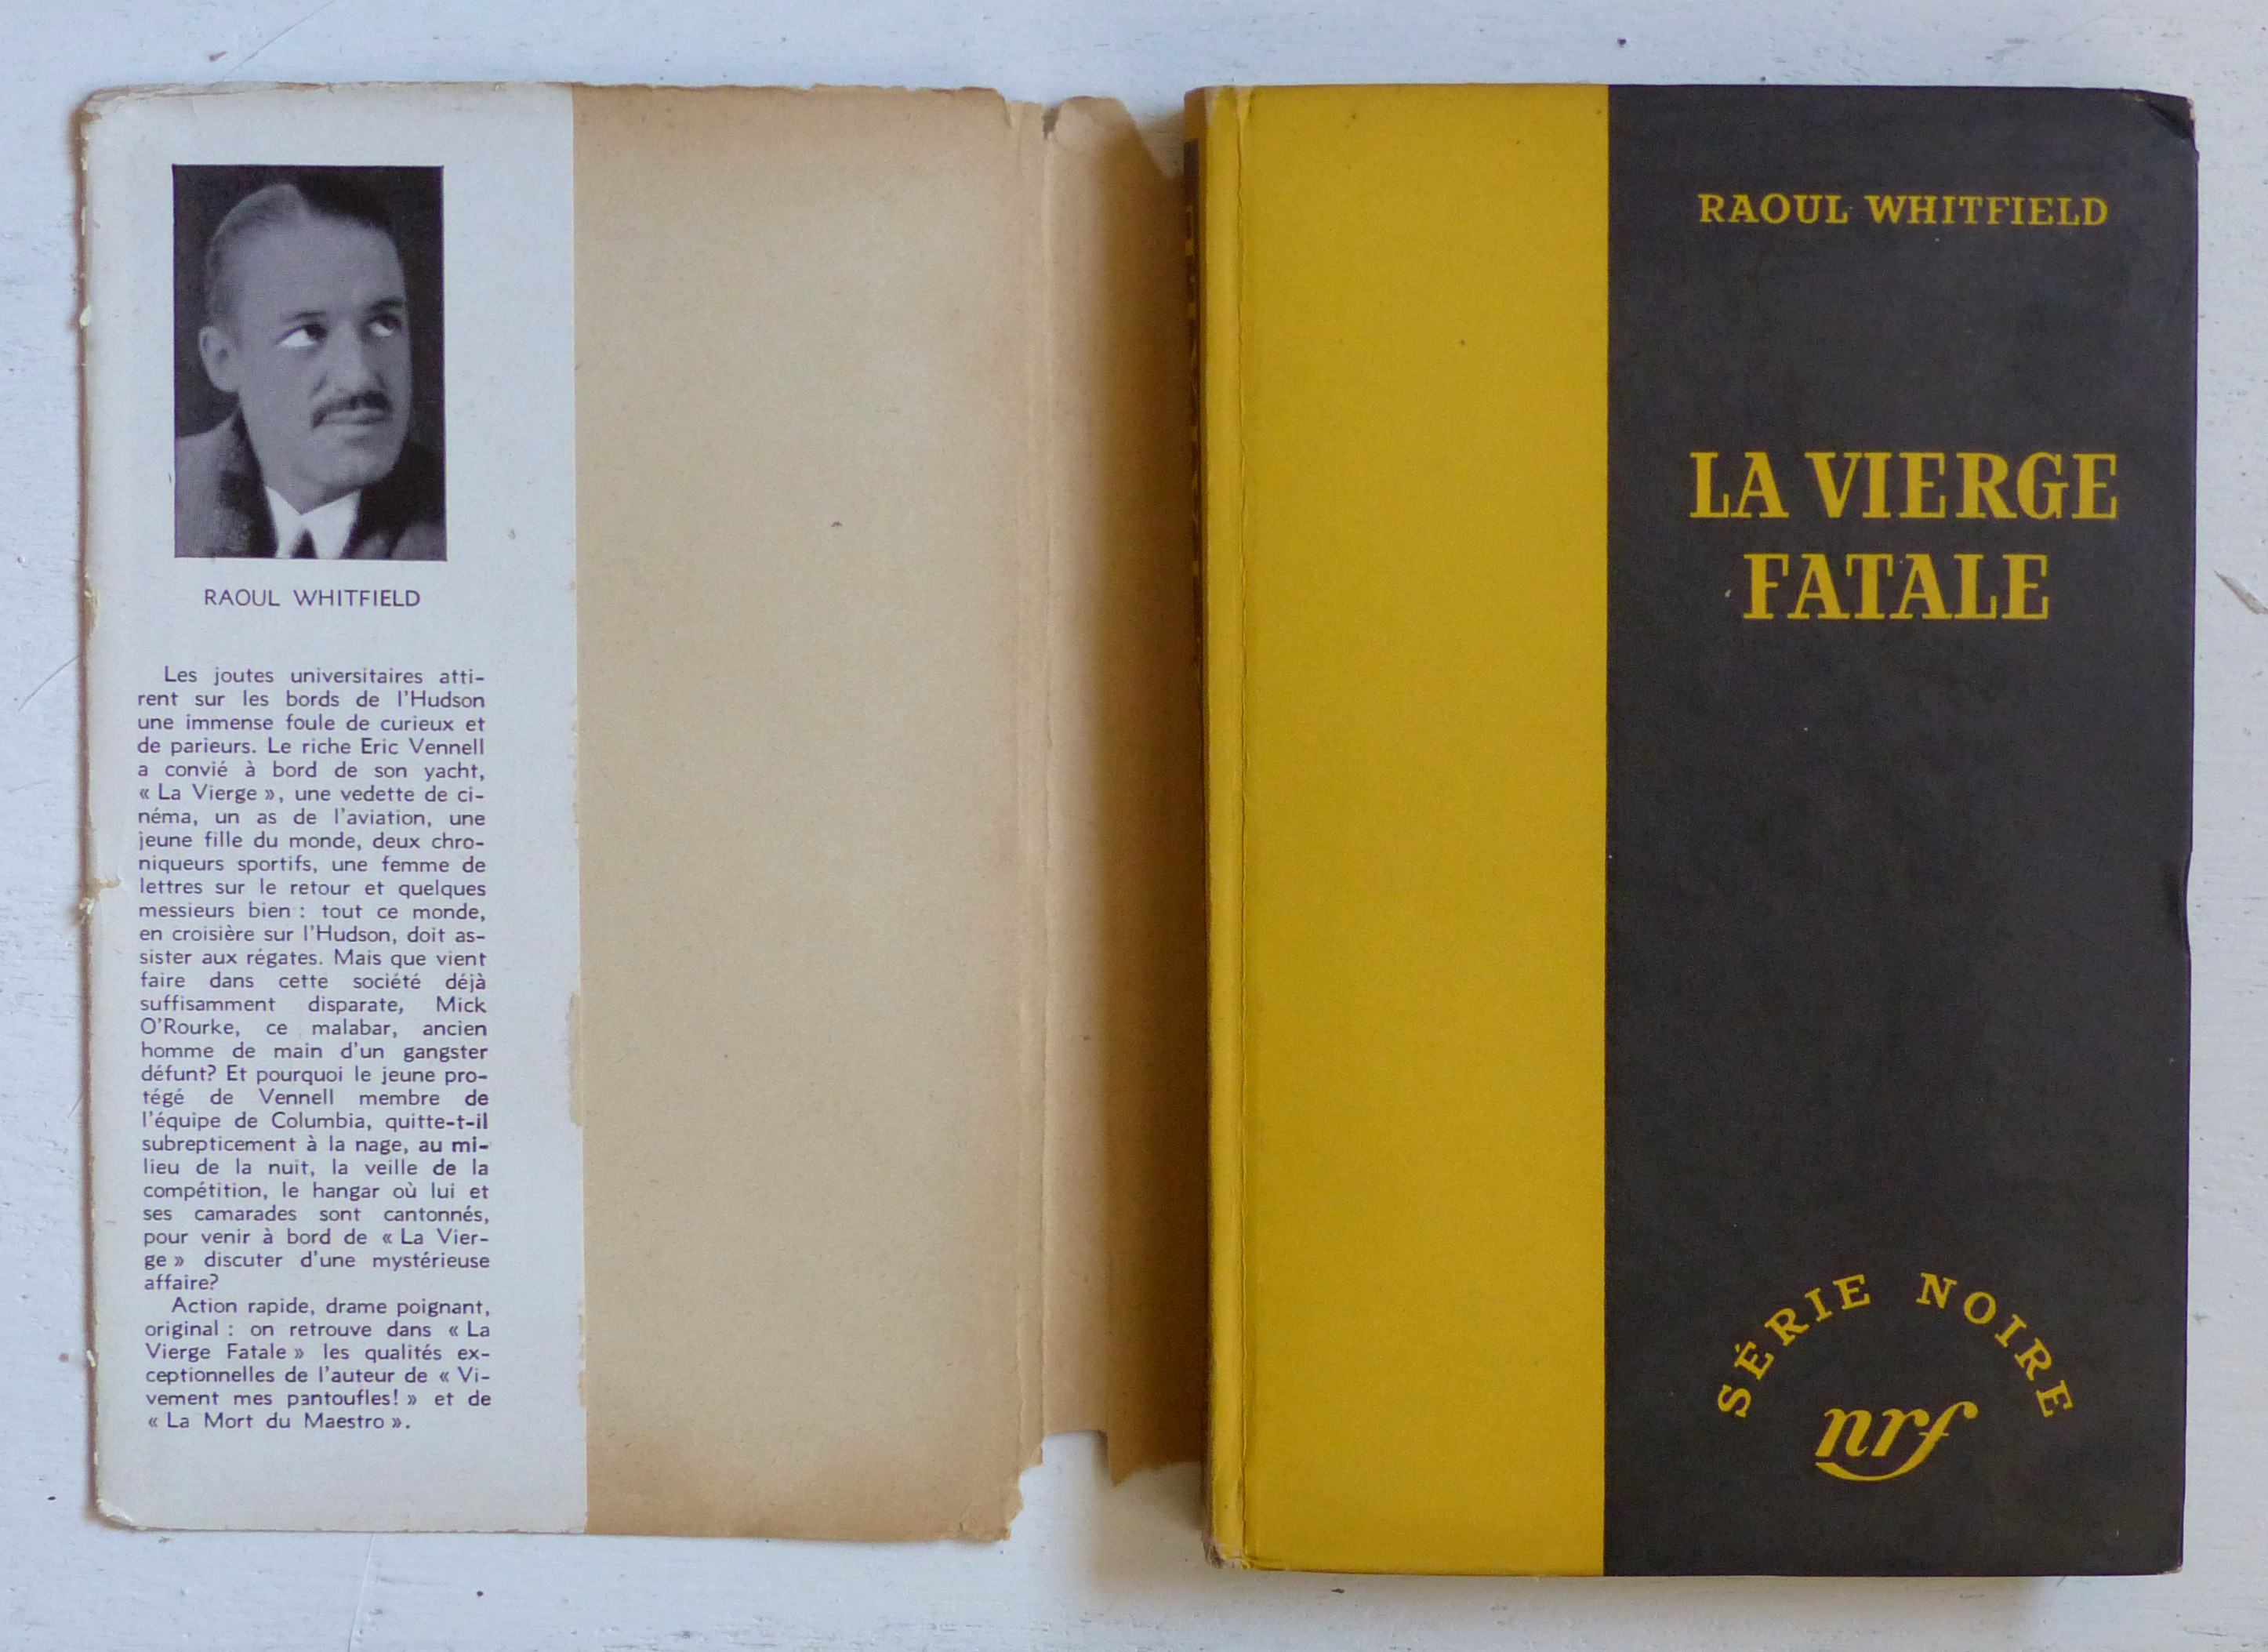 RAOUL WHITFIELD
Les joutes universitaires atti-
rent sur les bords de l'Hudson
une immense foule de curieux et
de parieurs. Le riche Eric Vennell
a convié à bord de son yacht,
« La Vierge », une vedette de ci-
néma, un as de l'aviation, une
jeune fille du monde, deux chro-
niqueurs sportifs, une femme de
lettres sur le retour et quelques
messieurs bien : tout ce monde,
en croisière sur l'Hudson, doit as-
sister aux régates. Mais que vient
faire dans cette société déjà
suffisamment disparate, Mick
O'Rourke, ce malabar, ancien
homme de main d'un gangster
défunt? Et pourquoi le jeune pro-
tégé de Vennell membre de
l'équipe de Columbia, quitte-t-il
subrepticement à la nage, au mi-
lieu de la nuit, la veille de la
compétition, le hangar où lui et
ses camarades sont cantonnés,
pour venir à bord de « La Vier-
ge » discuter d'une mystérieuse
affaire?
Action rapide, drame poignant,
original : on retrouve dans « La
Vierge Fatale » les qualités ex-
ceptionnelles de l'auteur de « Vi-
vement mes pantoufles! » et de
« La Mort du Maestro ».
RAOUL WHITFIELD
LA VIERGE
FATALE
SÉRIE NOIRE
nrf